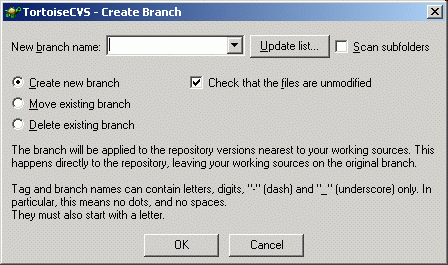 TortoiseCVS - Create Branch
New branch name: Update list... Scan subfolders
Create new branch Check that the files are unmodified
Move existing branch
Delete existing branch
The branch will be applied to the repository versions nearest to your working sources. This
happens directly to the repository, leaving your working sources on the original branch.
Tag and branch names can contain letters, digits, "-" (dash) and "_" (underscore) only. In
particular, this means no dots, and no spaces.
They must also start with a letter.
OK Cancel